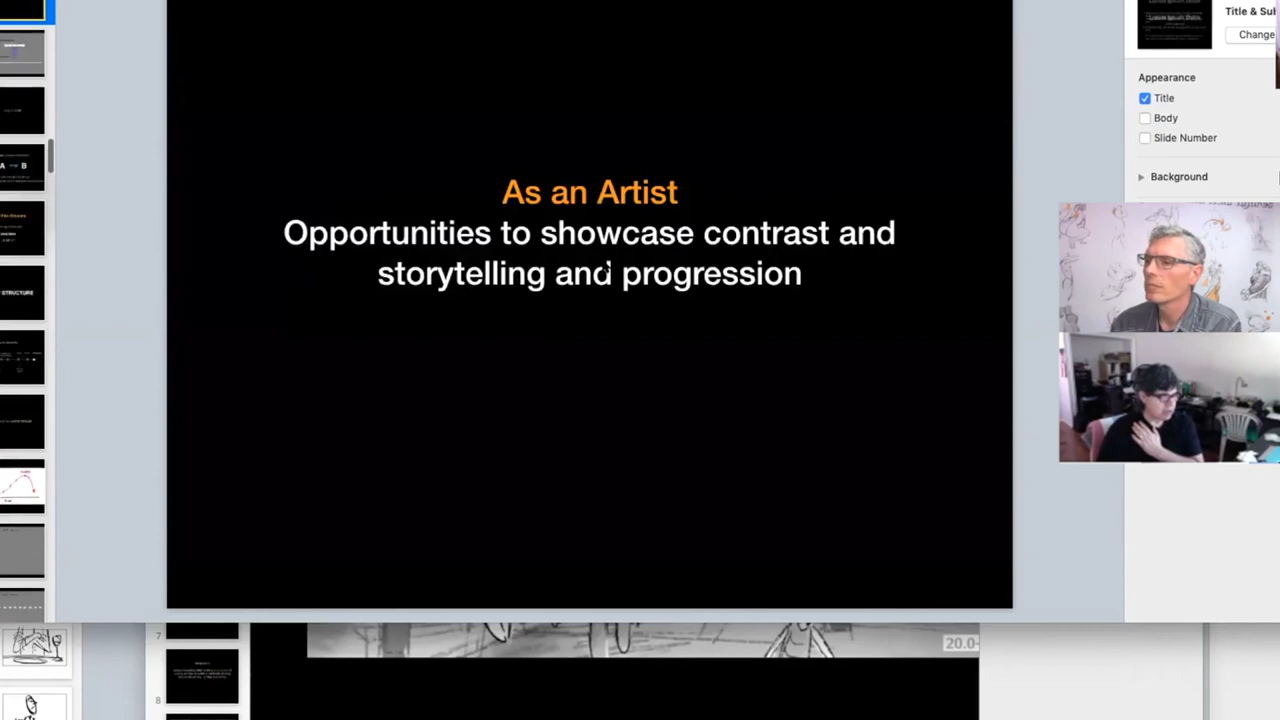 Title & Sub
Change
Appearance
Title
Body
Slide Number
Background
As an Artist
Opportunities to showcase contrast and
storytelling and progression
A
B
STRUCTURE
20.0-
7
8